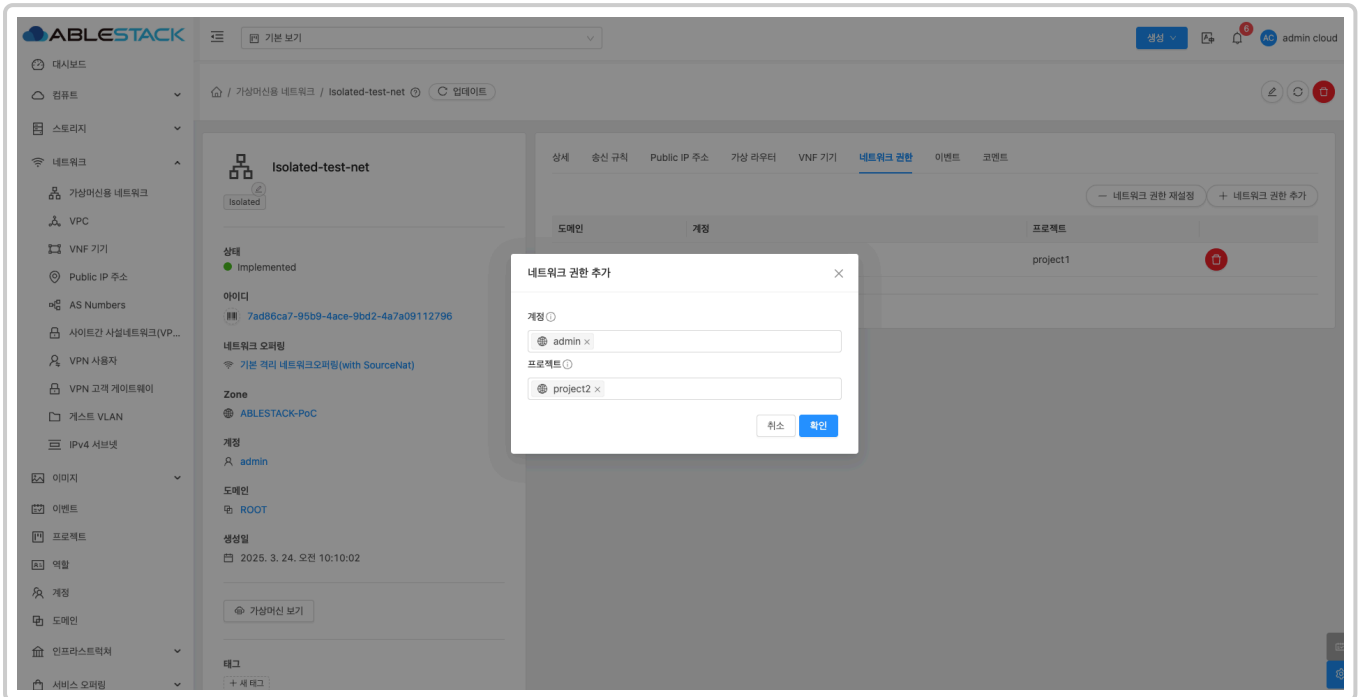 ABLESTACK
기본 보기
생성
6
AC
admin cloud
대시보드
컴퓨트
스토리지
네트워크
가상머신용 네트워크
VPC
VNF 기기
Public IP 주소
AS Numbers
사이트간 사설네트워크(VP...
VPN 사용자
VPN 고객 게이트웨이
게스트 VLAN
IPv4 서브넷
이미지
이벤트
프로젝트
역할
계정
도메인
인프라스트럭쳐
서비스 오퍼링
/ 가상머신용 네트워크 / Isolated-test-net
업데이트
Isolated-test-net
Isolated
상태
Implemented
아이디
7ad86ca7-95b9-4ace-9bd2-4a7a09112796
네트워크 오퍼링
기본 격리 네트워크오퍼링(with SourceNat)
Zone
ABLESTACK-PoC
계정
admin
도메인
ROOT
생성일
2025. 3. 24. 오전 10:10:02
가상머신 보기
태그
+ 새 태그
상세 송신 규칙 Public IP 주소 가상 라우터 VNF 기기 네트워크 권한 이벤트 코멘트
네트워크 권한 재설정
네트워크 권한 추가
도메인 계정 프로젝트
project1
네트워크 권한 추가
계정
admin
프로젝트
project2
취소 확인